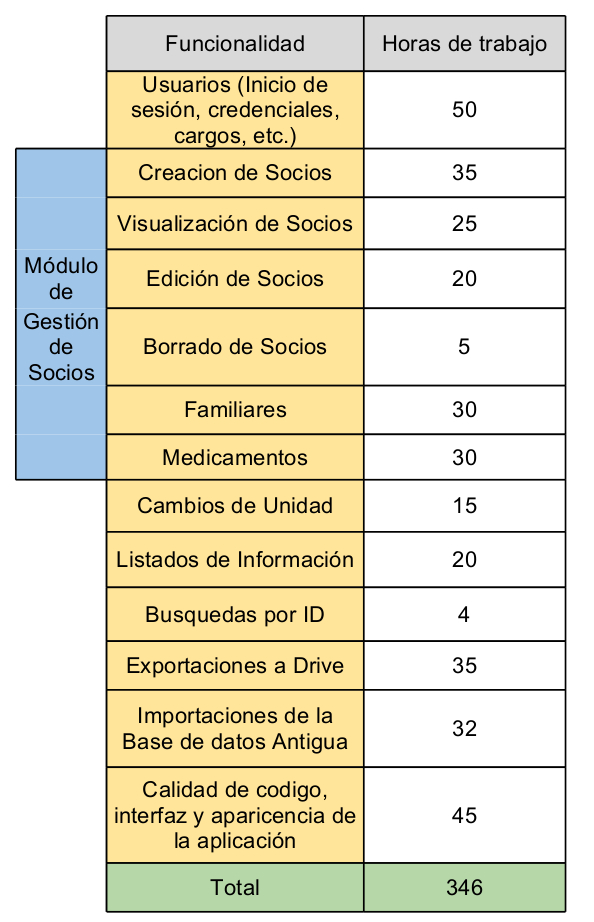 Funcionalidad Horas de trabajo
Usuarios (Inicio de
sesión, credenciales,
cargos, etc.)
50
Módulo
de
Gestión
de
Socios
Creacion de Socios 35
Visualización de Socios 25
Edición de Socios 20
Borrado de Socios 5
Familiares 30
Medicamentos 30
Cambios de Unidad 15
Listados de Información 20
Busquedas por ID 4
Exportaciones a Drive 35
Importaciones de la
Base de datos Antigua
32
Calidad de codigo,
interfaz y aparicencia de
la aplicación
45
Total 346